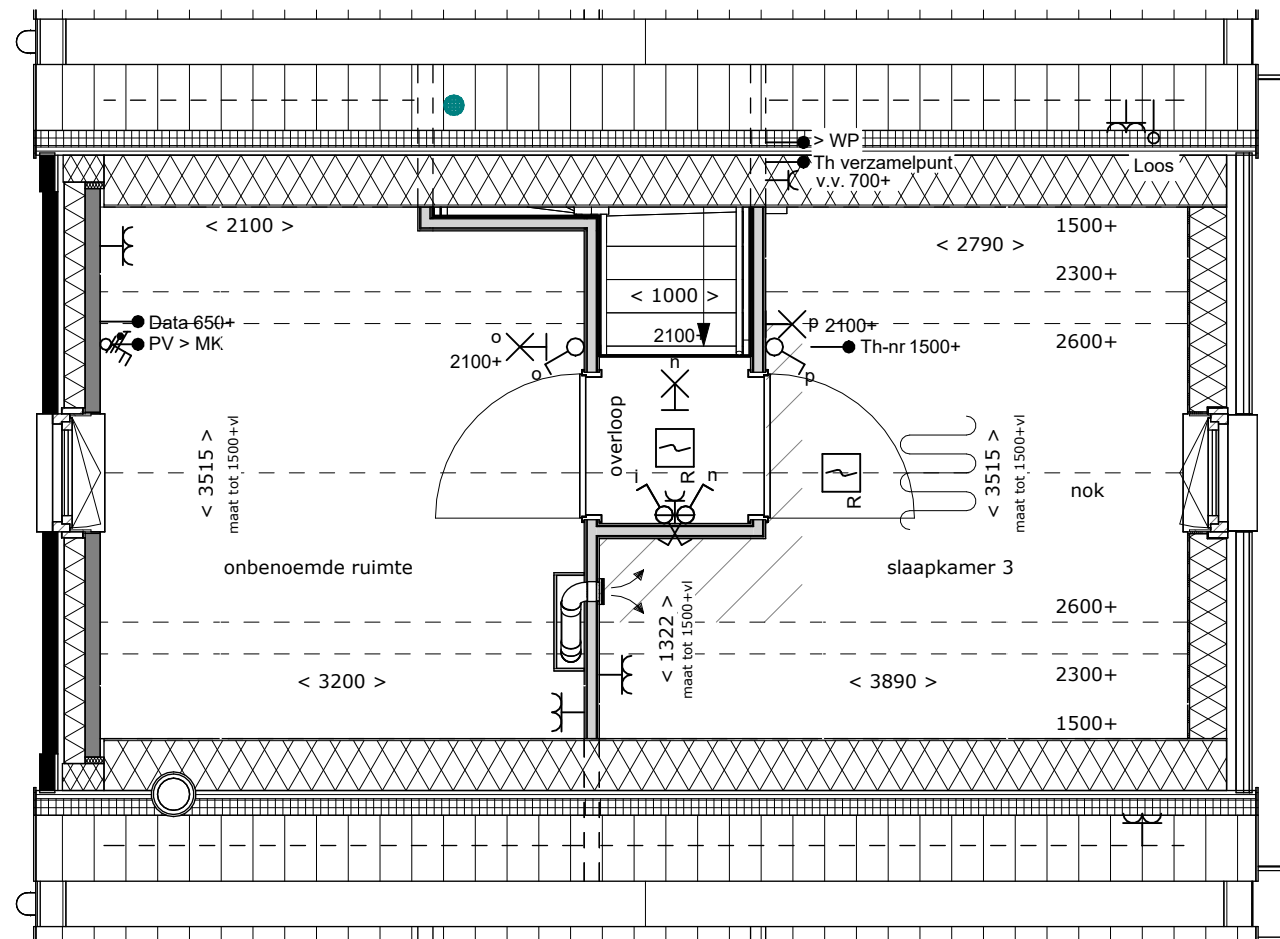 > WP
Th verzamelpunt
v.v. 700+
Loos
< 2100 >
1500+
< 2790 >
2300+
< 1000 >
Data 650+
PV > MK
2100+
p 2100+
2600+
Th-nr 1500+
o
2100+
o
n
p
overloop
R
i
n
R
< 3515 >
maat tot 1500+vl
< 3515 >
maat tot 1500+vl
nok
onbenoemde ruimte
slaapkamer 3
< 1322 >
maat tot 1500+vl
2600+
< 3200 >
< 3890 >
2300+
1500+